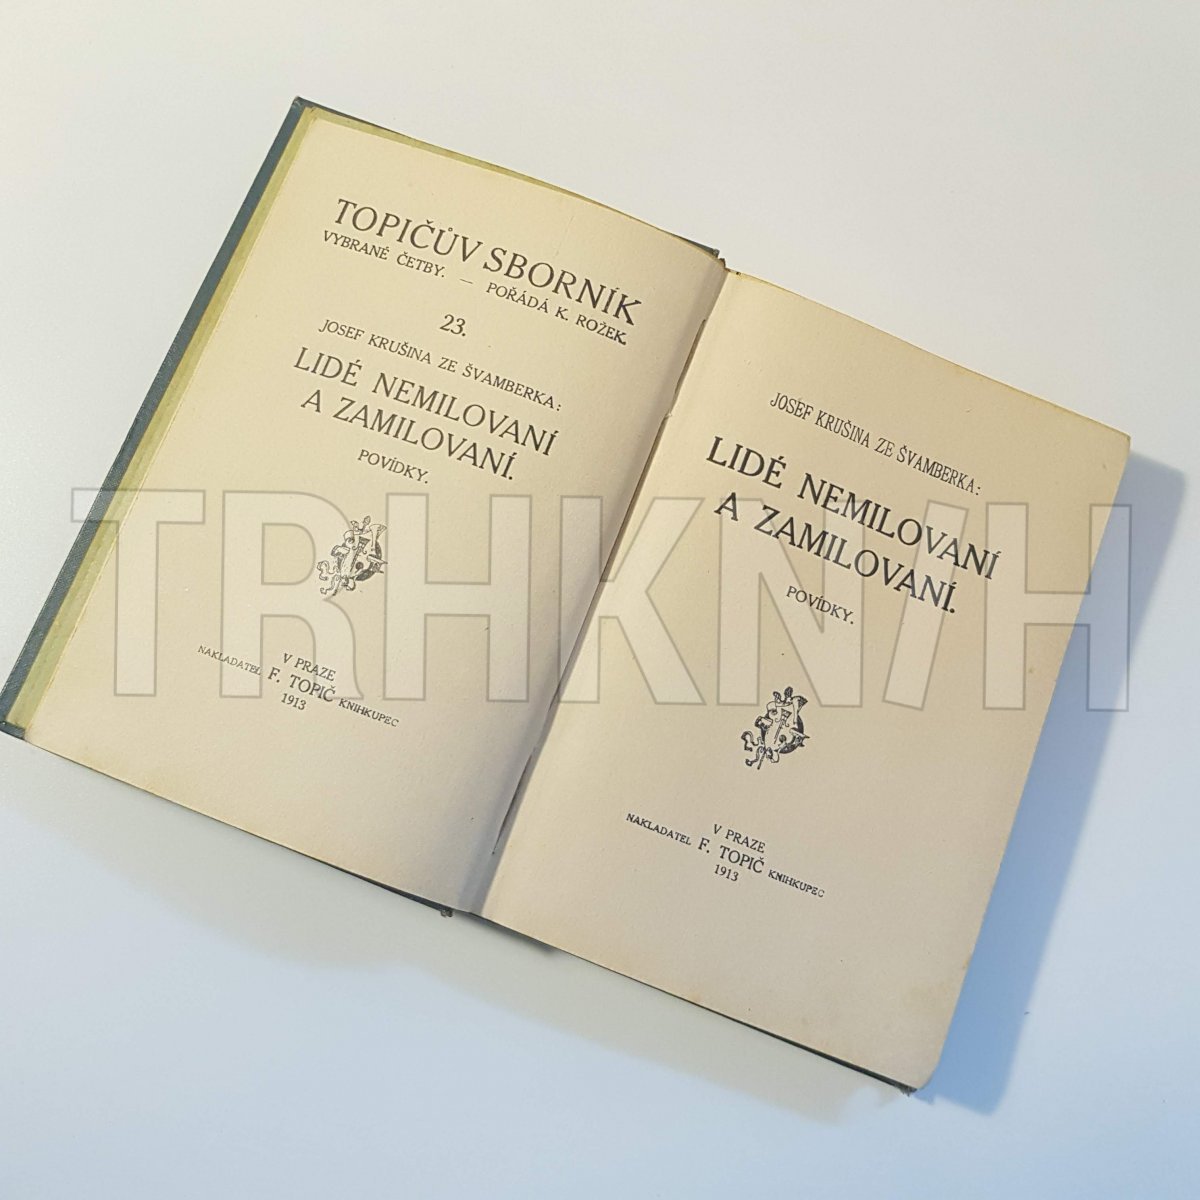 TOPIČŮV SBORNÍK
VYBRANÉ ČETBY. — POŘÁDÁ K. ROŽEK.
23.
JOSEF KRUŠINA ZE ŠVAMBERKA:
LIDÉ NEMILOVANÍ
A ZAMILOVANÍ.
POVÍDKY.
V PRAZE
NAKLADATEL F. TOPIČ KNIHKUPEC
1913
JOSEF KRUŠINA ZE ŠVAMBERKA:
LIDÉ NEMILOVANÍ
A ZAMILOVANÍ.
POVÍDKY.
V PRAZE
NAKLADATEL F. TOPIČ KNIHKUPEC
1913
TRHKNIH